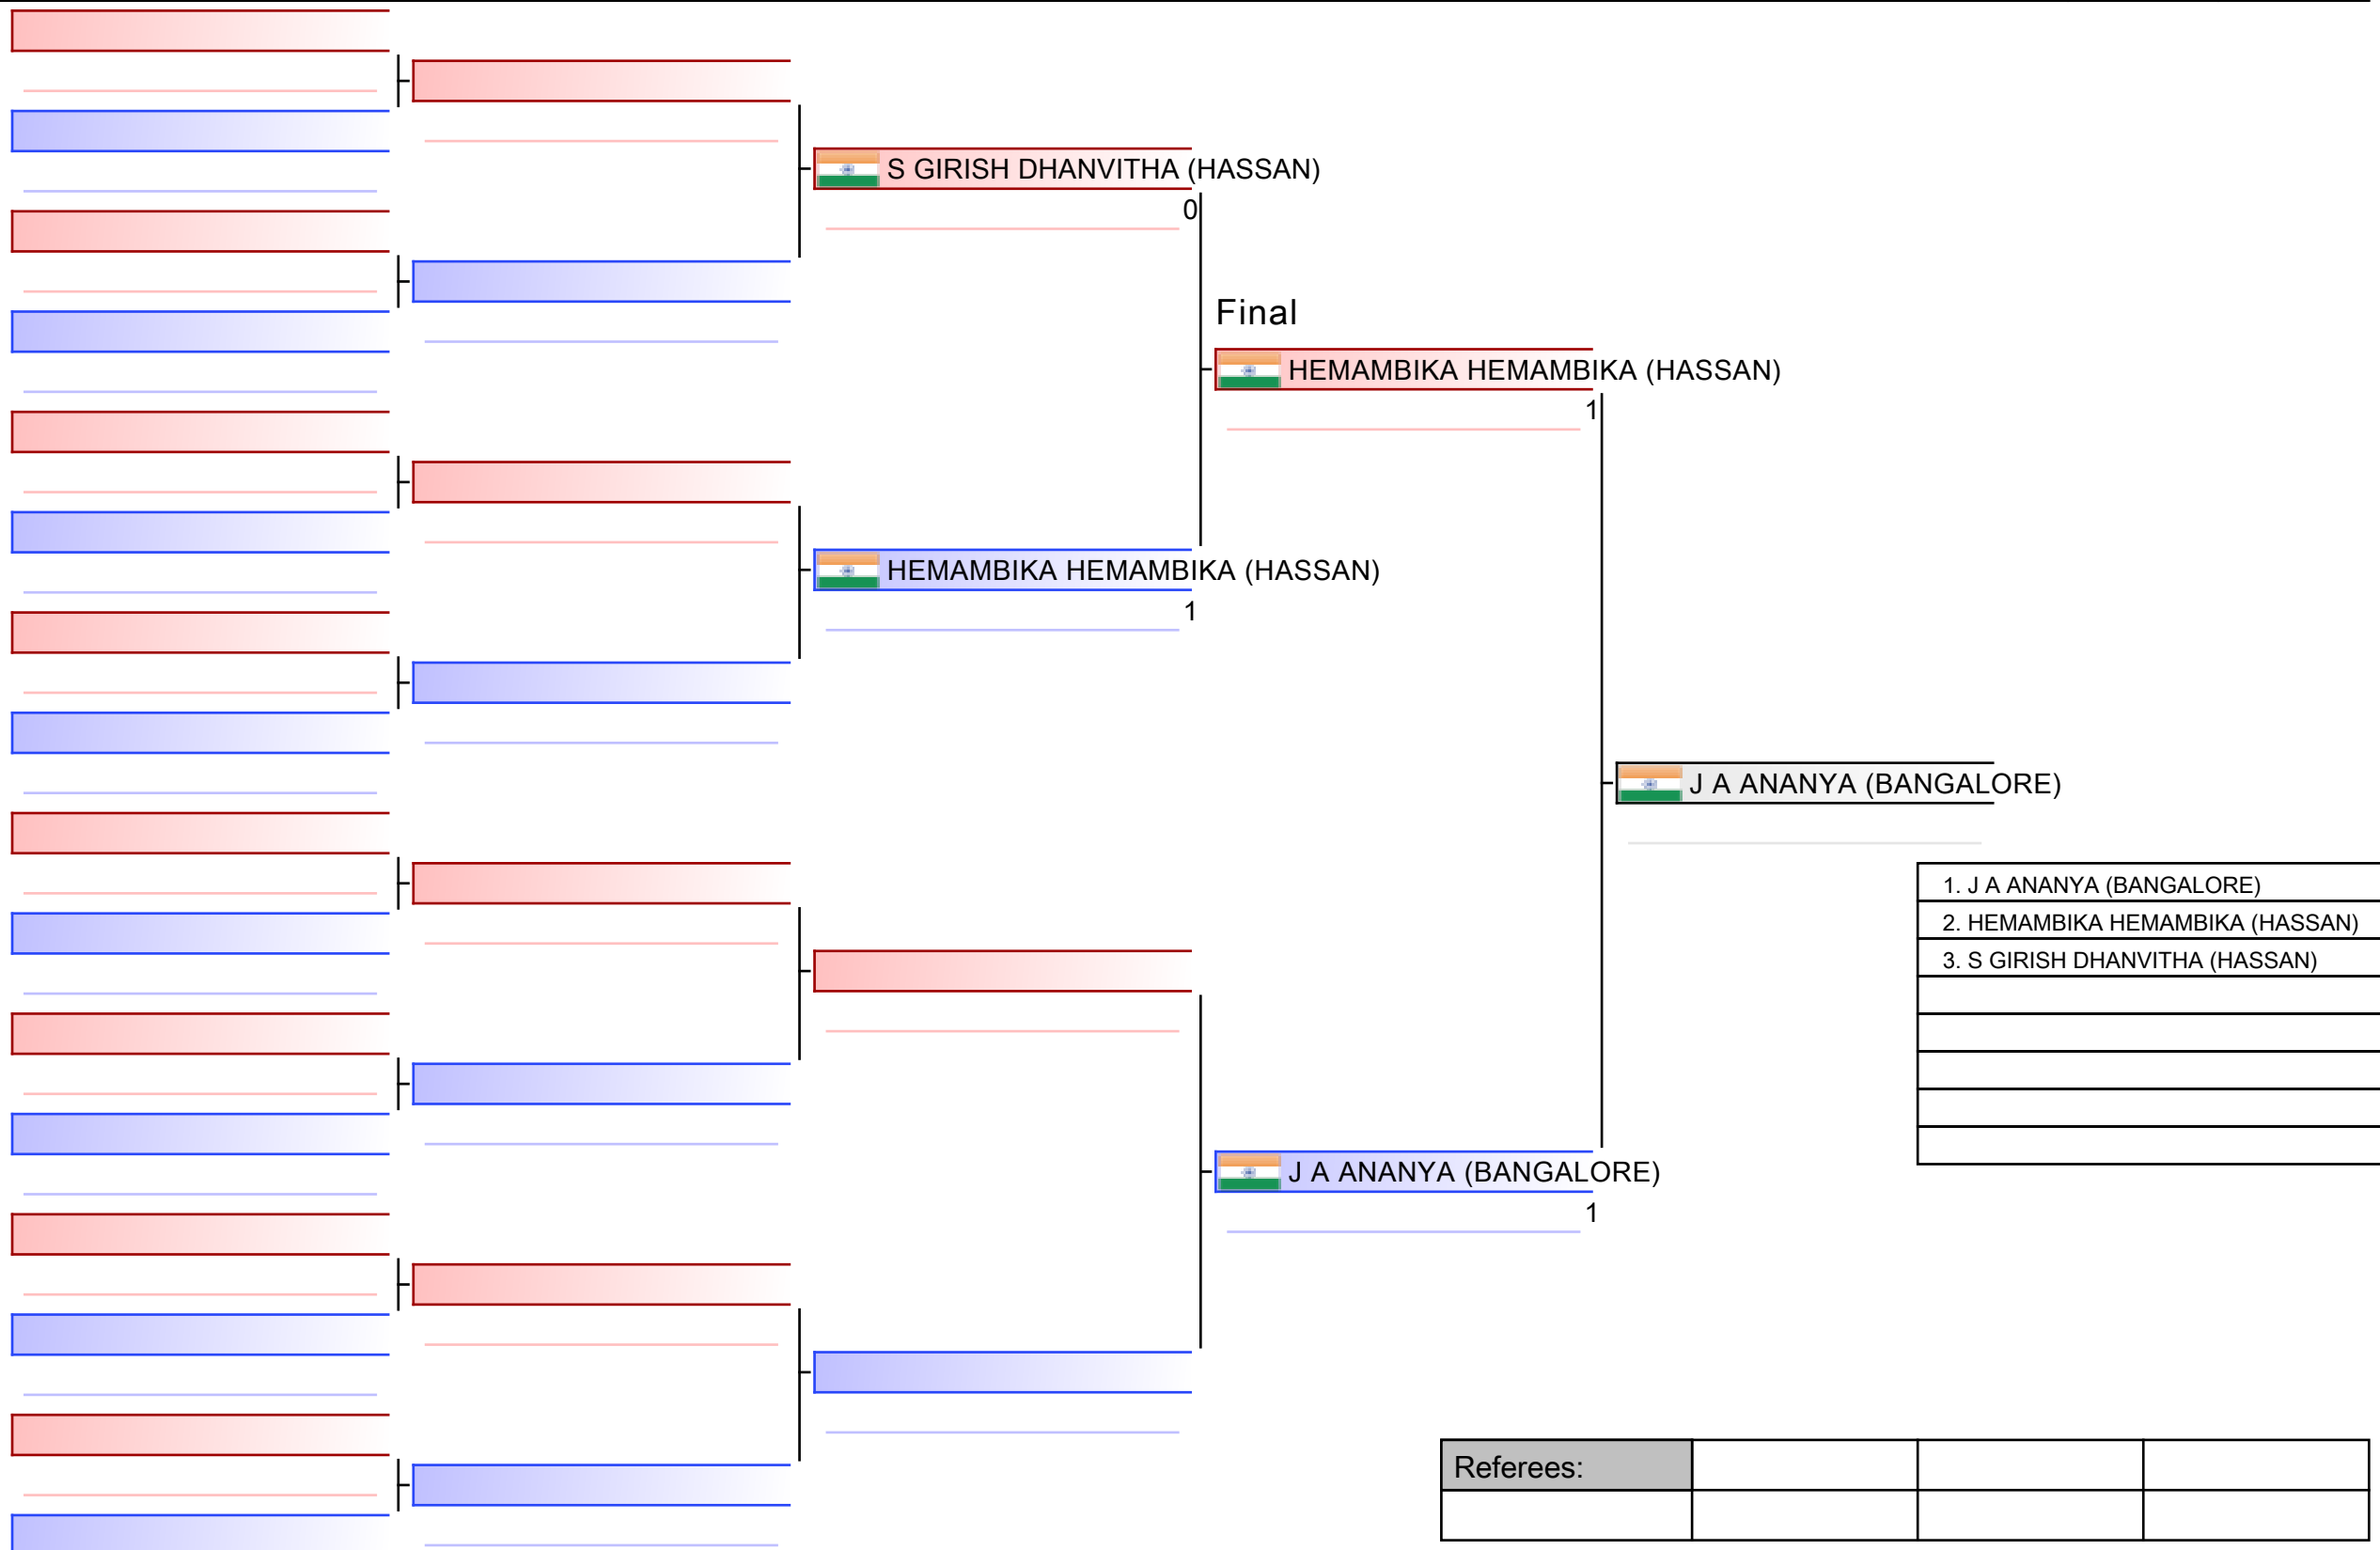 S GIRISH DHANVITHA (HASSAN)
0
Final
HEMAMBIKA HEMAMBIKA (HASSAN)
1
HEMAMBIKA HEMAMBIKA (HASSAN)
1
J A ANANYA (BANGALORE)
1. J A ANANYA (BANGALORE)
2. HEMAMBIKA HEMAMBIKA (HASSAN)
3. S GIRISH DHANVITHA (HASSAN)
J A ANANYA (BANGALORE)
1
Referees: